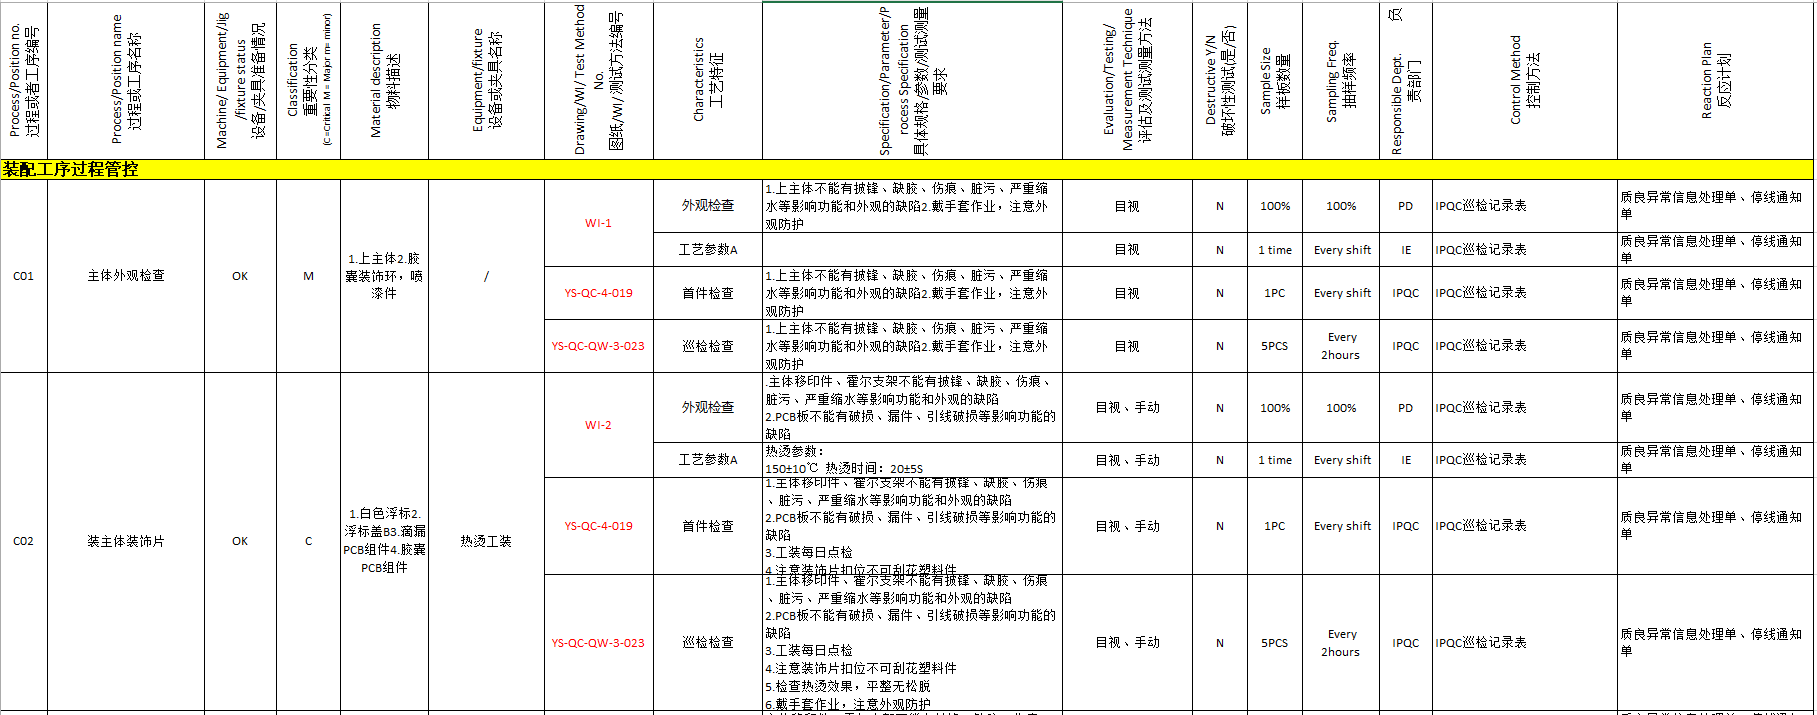 Process/Position no.
过程或者工序编号
Process/Position name
过程或工序名称
Machine/ Equipment/Jig
/fixture status
设备/夹具准备情况
Classification
重要性分类
(C =Critical M = Majpr m= minor)
Material description
物料描述
Equipment/fixture
设备或夹具名称
Drawing/WI/ Test Method
No.
图纸/WI/ 测试方法编号
Characteristics
工艺特征
Specification/Parameter/P
rocess Specification
具体规格/参数/测试测量
要求
Evaluation/Testing/
Measurement Technique
评估及测试测量方法
Destructive Y/N
破坏性测试(是/否)
Sample Size
样板数量
Sampling Freq.
抽样频率
Responsible Dept. 负
责部门
Control Method
控制方法
Reaction Plan
反应计划
装配工序过程管控
C01
主体外观检查
OK
M
1.上主体2.胶
囊装饰环，喷
漆件
/
WI-1
外观检查
1.上主体不能有披锋、缺胶、伤痕、脏污、严重缩
水等影响功能和外观的缺陷2.戴手套作业，注意外
观防护
目视
N
100%
100%
PD
IPQC巡检记录表
质良异常信息处理单、停线通知
单
工艺参数A
目视
N
1 time
Every shift
IE
IPQC巡检记录表
质良异常信息处理单、停线通知
单
YS-QC-4-019
首件检查
1.上主体不能有披锋、缺胶、伤痕、脏污、严重缩
水等影响功能和外观的缺陷2.戴手套作业，注意外
观防护
目视
N
1PC
Every shift
IPQC
IPQC巡检记录表
质良异常信息处理单、停线通知
单
YS-QC-QW-3-023
巡检检查
1.上主体不能有披锋、缺胶、伤痕、脏污、严重缩
水等影响功能和外观的缺陷2.戴手套作业，注意外
观防护
目视
N
5PCS
Every
2hours
IPQC
IPQC巡检记录表
质良异常信息处理单、停线通知
单
C02
装主体装饰片
OK
C
1.白色浮标2.
浮标盖B3.滴漏
PCB组件4.胶囊
PCB组件
热烫工装
WI-2
外观检查
.主体移印件、霍尔支架不能有披锋、缺胶、伤痕、
脏污、严重缩水等影响功能和外观的缺陷
2.PCB板不能有破损、漏件、引线破损等影响功能的
缺陷
目视、手动
N
100%
100%
PD
IPQC巡检记录表
质良异常信息处理单、停线通知
单
工艺参数A
热烫参数：
150±10℃ 热烫时间：20±5S
目视、手动
N
1 time
Every shift
IE
IPQC巡检记录表
质良异常信息处理单、停线通知
单
YS-QC-4-019
首件检查
1.主体移印件、霍尔支架不能有披锋、缺胶、伤痕
、脏污、严重缩水等影响功能和外观的缺陷
2.PCB板不能有破损、漏件、引线破损等影响功能的
缺陷
3.工装每日点检
4.注意装饰片扣位不可刮花塑料件
目视、手动
N
1PC
Every shift
IPQC
IPQC巡检记录表
质良异常信息处理单、停线通知
单
YS-QC-QW-3-023
巡检检查
1.主体移印件、霍尔支架不能有披锋、缺胶、伤痕
、脏污、严重缩水等影响功能和外观的缺陷
2.PCB板不能有破损、漏件、引线破损等影响功能的
缺陷
3.工装每日点检
4.注意装饰片扣位不可刮花塑料件
5.检查热烫效果，平整无松脱
6.戴手套作业，注意外观防护
目视、手动
N
5PCS
Every
2hours
IPQC
IPQC巡检记录表
质良异常信息处理单、停线通知
单